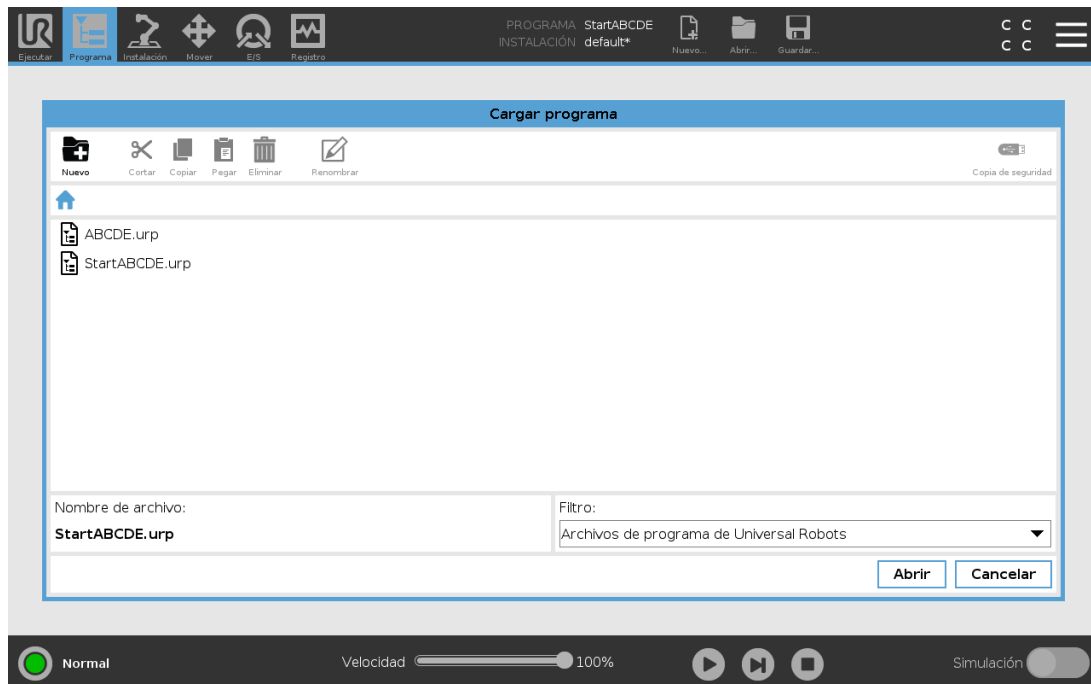 PROGRAMA StartABCDE
INSTALACIÓN default*
C C
C C
Ejecutar Programa Instalación Mover E/S Registro Nuevo... Abrir... Guardar...
Cargar programa
Nuevo Cortar Copiar Pegar Eliminar Renombrar Copia de seguridad
ABCDE.urp
StartABCDE.urp
Nombre de archivo: Filtro:
StartABCDE.urp Archivos de programa de Universal Robots
Abrir Cancelar
Normal Velocidad 100% Simulación